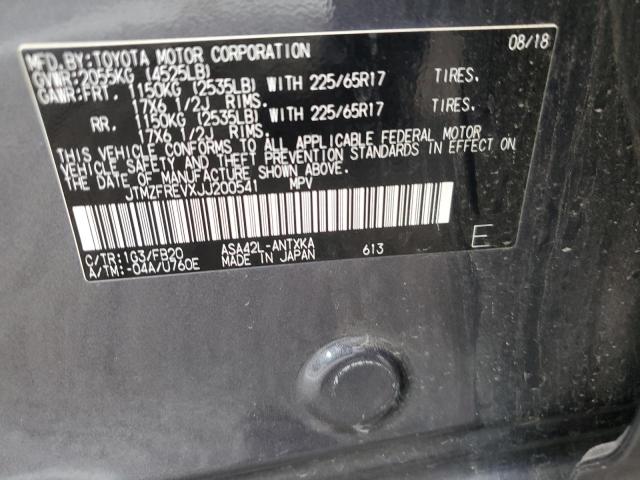 MFD.BY:TOYOTA MOTOR CORPORATION 08/18
GVWR:2055KG (4525LB)
GAWR:FRT. 1150KG (2535LB) WITH 225/65R17 TIRES.
17X6 1/2J RIMS.
RR. 1150KG (2535LB) WITH 225/65R17 TIRES.
17X6 1/2J RIMS.
THIS VEHICLE CONFORMS TO ALL APPLICABLE FEDERAL MOTOR
VEHICLE SAFETY AND THEFT PREVENTION STANDARDS IN EFFECT ON
THE DATE OF MANUFACTURE SHOWN ABOVE.
JTMZFREVXJJ200541 MPV
C/TR:1G3/FB20 ASA42L-ANTXKA 613 E
A/TM:-04A/U760E MADE IN JAPAN